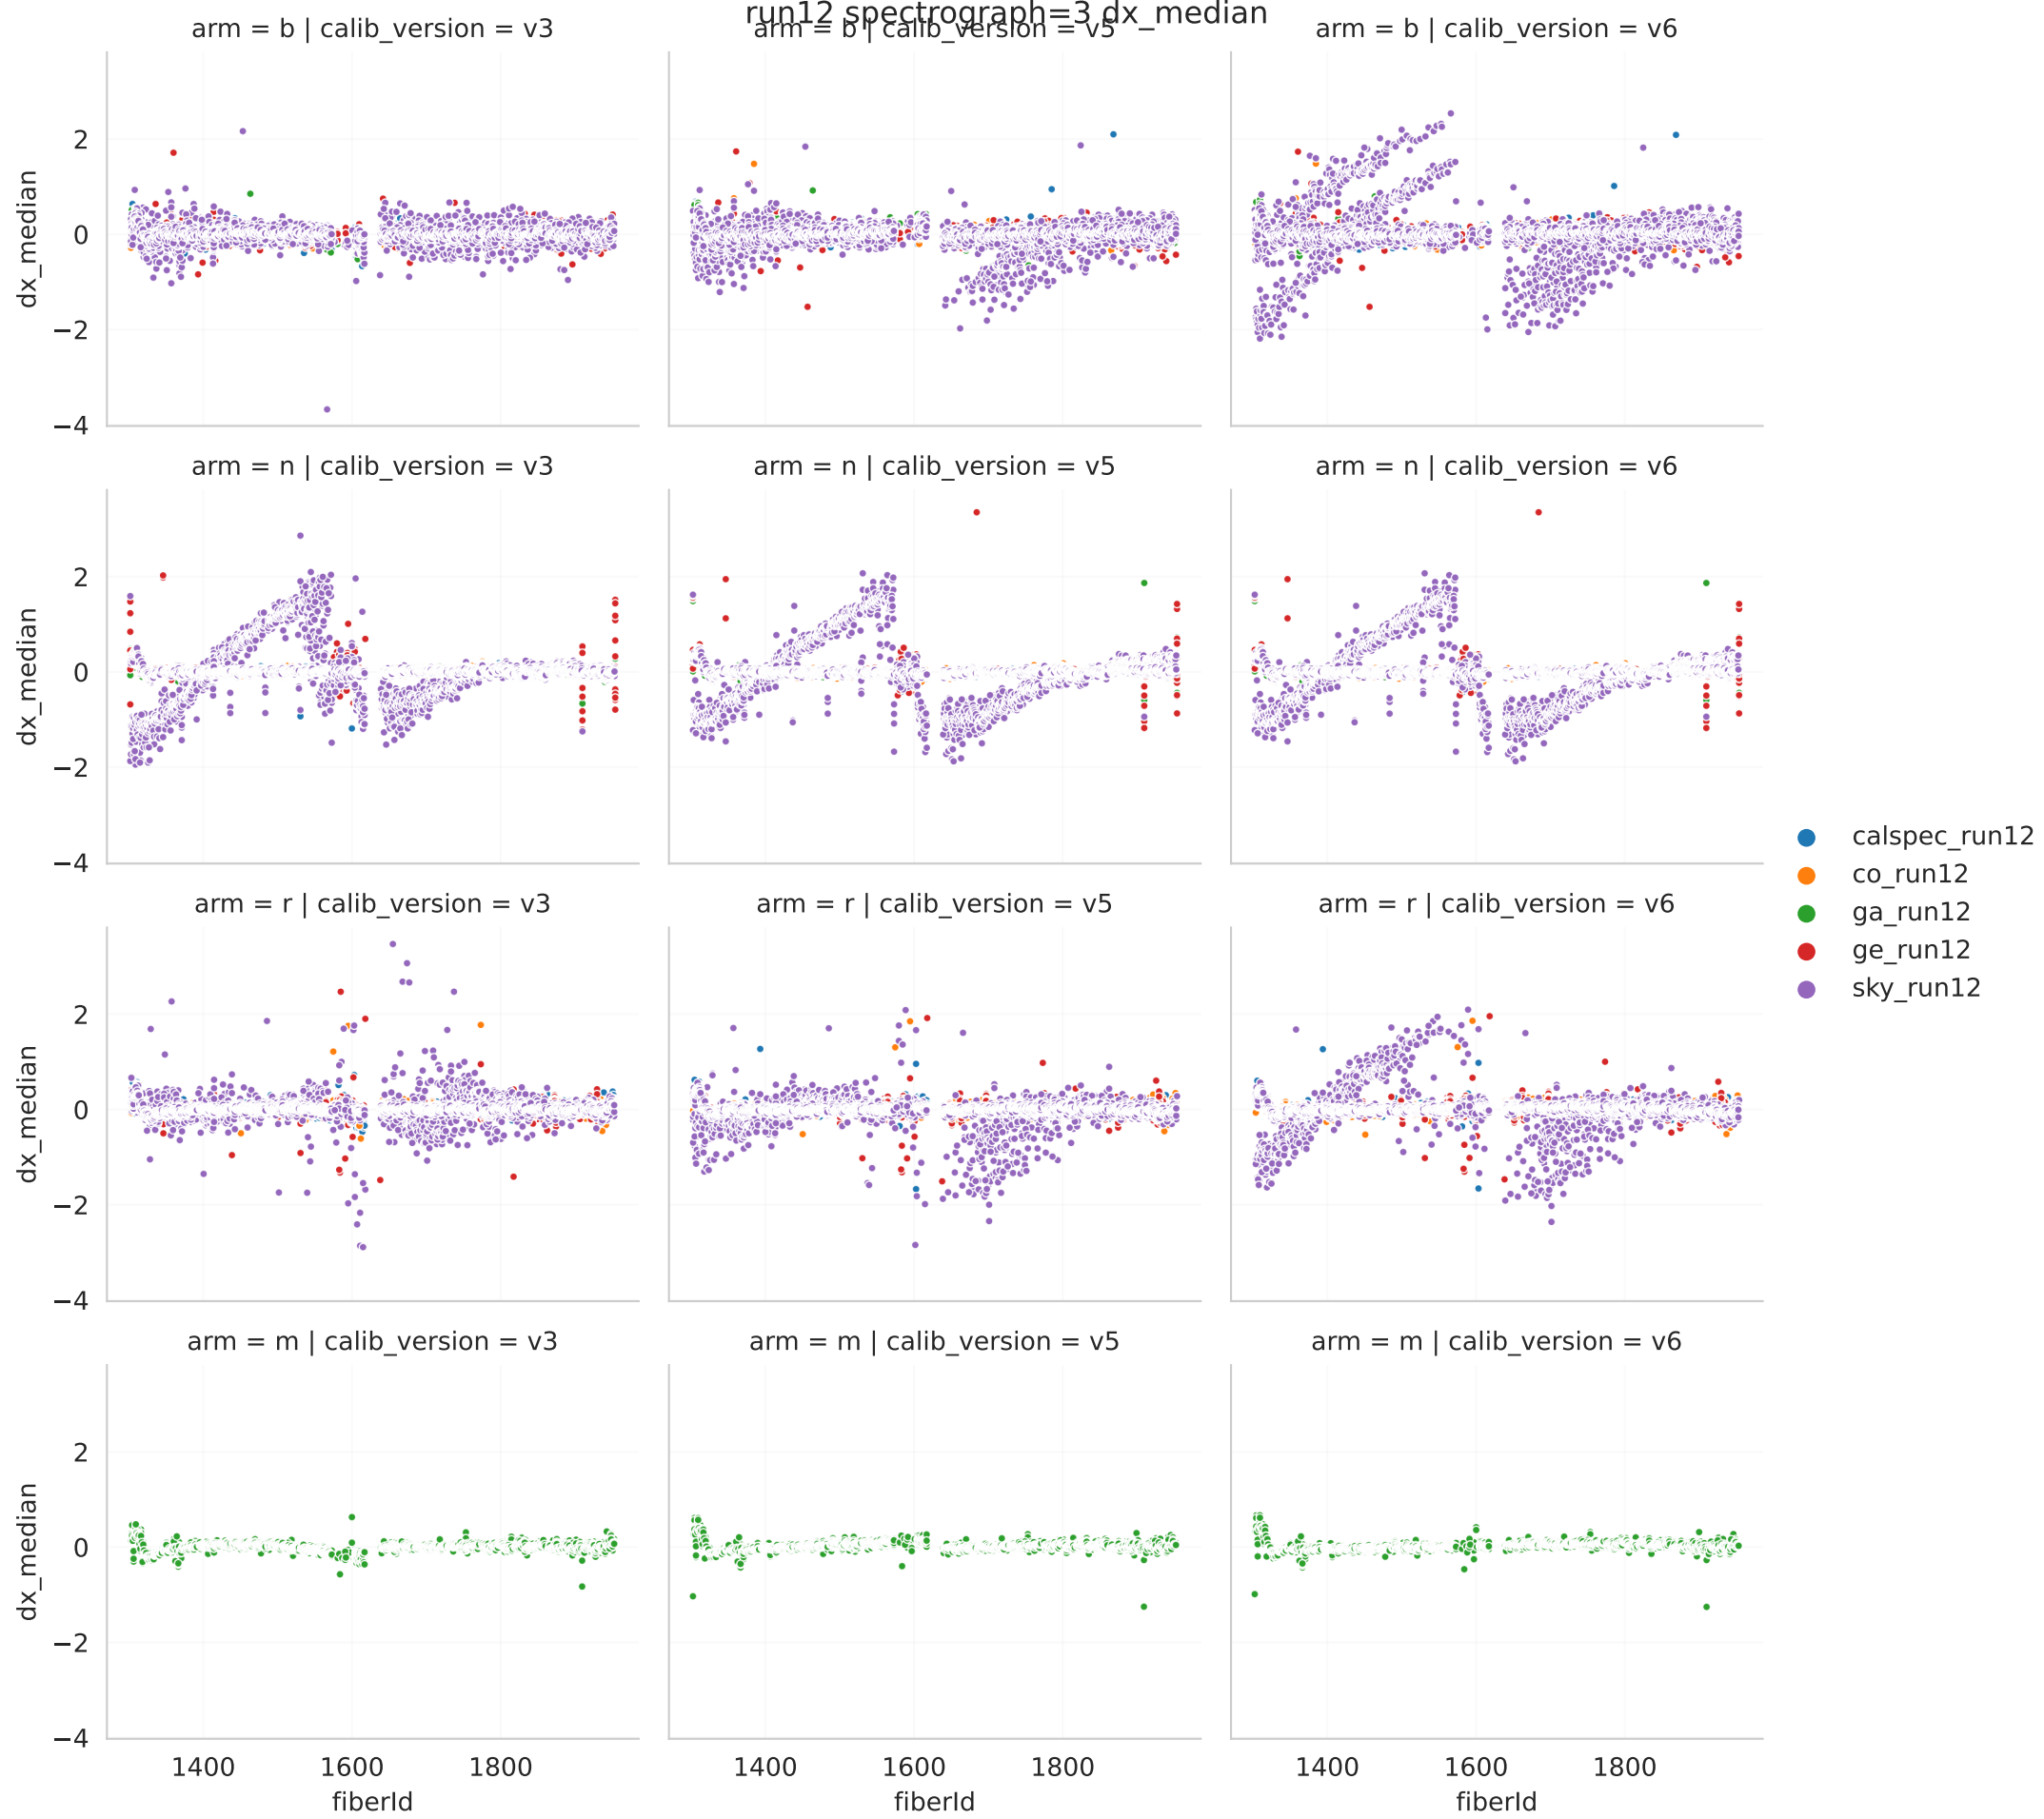 run12 spectrograph=3 dx_median
arm = b | calib_version = v3
arm = b | calib_version = v5
arm = b | calib_version = v6
dx_median
2
0
−2
−4
arm = n | calib_version = v3
arm = n | calib_version = v5
arm = n | calib_version = v6
dx_median
2
0
−2
−4
calspec_run12
co_run12
ga_run12
ge_run12
sky_run12
arm = r | calib_version = v3
arm = r | calib_version = v5
arm = r | calib_version = v6
dx_median
2
0
−2
−4
arm = m | calib_version = v3
arm = m | calib_version = v5
arm = m | calib_version = v6
dx_median
2
0
−2
−4
1400 1600 1800
1400 1600 1800
1400 1600 1800
fiberId
fiberId
fiberId